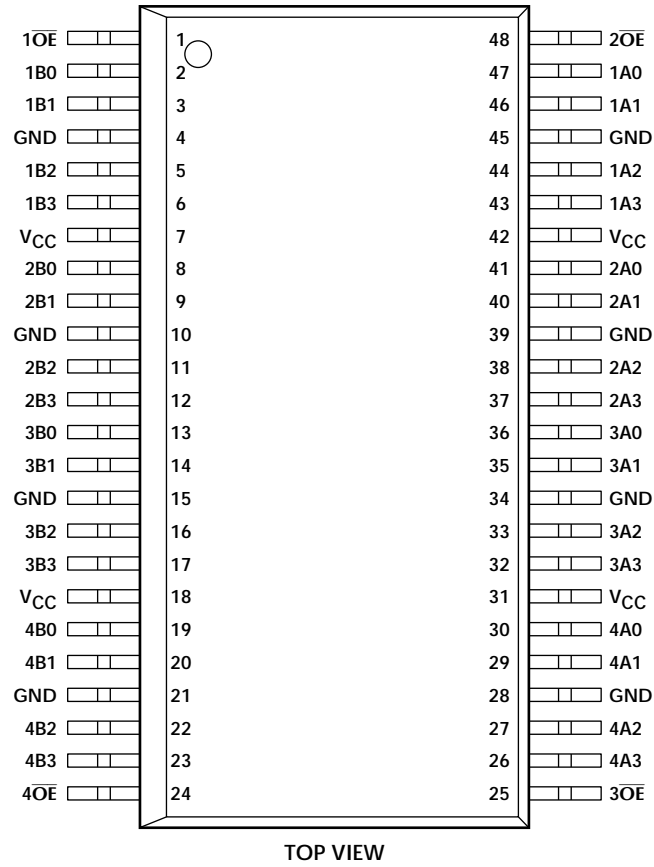 1O̅E̅ 1 48 2O̅E̅
1B0 2 47 1A0
1B1 3 46 1A1
GND 4 45 GND
1B2 5 44 1A2
1B3 6 43 1A3
VCC 7 42 VCC
2B0 8 41 2A0
2B1 9 40 2A1
GND 10 39 GND
2B2 11 38 2A2
2B3 12 37 2A3
3B0 13 36 3A0
3B1 14 35 3A1
GND 15 34 GND
3B2 16 33 3A2
3B3 17 32 3A3
VCC 18 31 VCC
4B0 19 30 4A0
4B1 20 29 4A1
GND 21 28 GND
4B2 22 27 4A2
4B3 23 26 4A3
4O̅E̅ 24 25 3O̅E̅
TOP VIEW